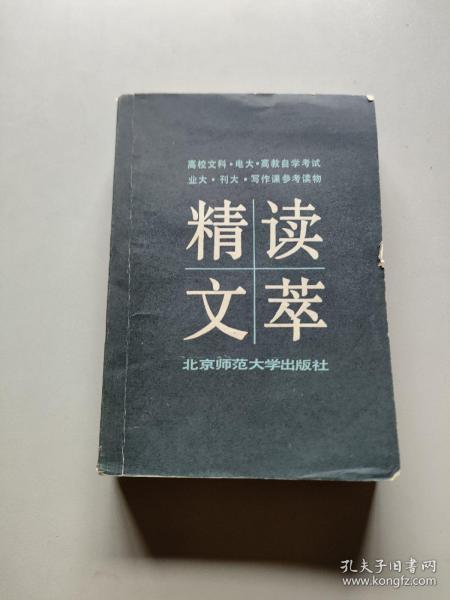 高校文科·电大·高教自学考试
业大·刊大·写作课参考读物
精读
文萃
北京师范大学出版社
孔夫子旧书网
www.kongfz.com